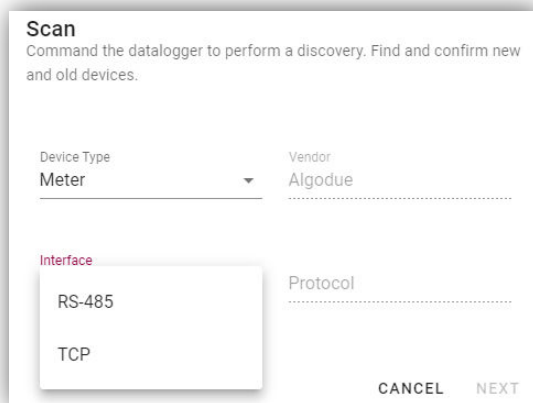 Scan
Command the datalogger to perform a discovery. Find and confirm new
and old devices.
Device Type
Meter
Vendor
Algodue
Interface
RS-485
TCP
Protocol
CANCEL
NEXT